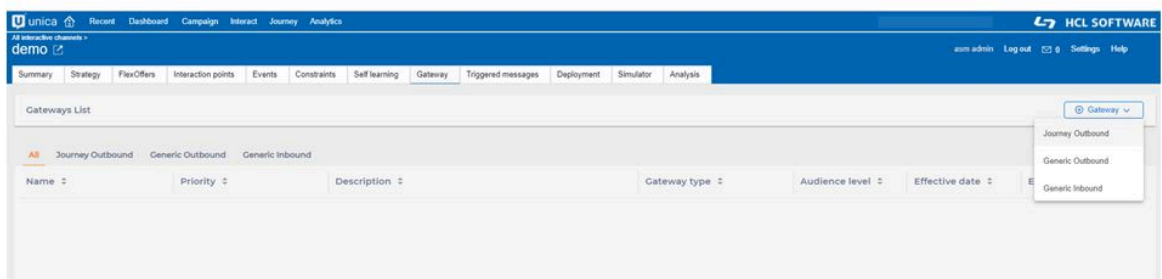 unica Recent Dashboard Campaign Interact Journey Analytics HCL SOFTWARE
All interactive channels >
demo asm admin Log out 0 Settings Help
Summary Strategy FlexOffers Interaction points Events Constraints Self learning Gateway Triggered messages Deployment Simulator Analysis
Gateways List Gateway
Journey Outbound
All Journey Outbound Generic Outbound Generic Inbound
Generic Outbound
Name Priority Description Gateway type Audience level Effective date E
Generic Inbound